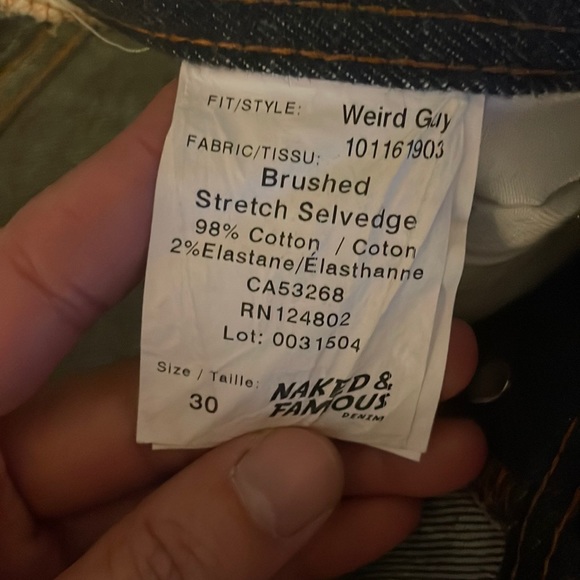 FIT/STYLE: Weird Guy
101161903
FABRIC/TISSU:
Brushed
Stretch Selvedge
98% Cotton / Coton
2%Elastane/Élasthanne
CA53268
RN124802
Lot: 0031504
Size / Taille:
30
NAKED &
FAMOUS
DENIM